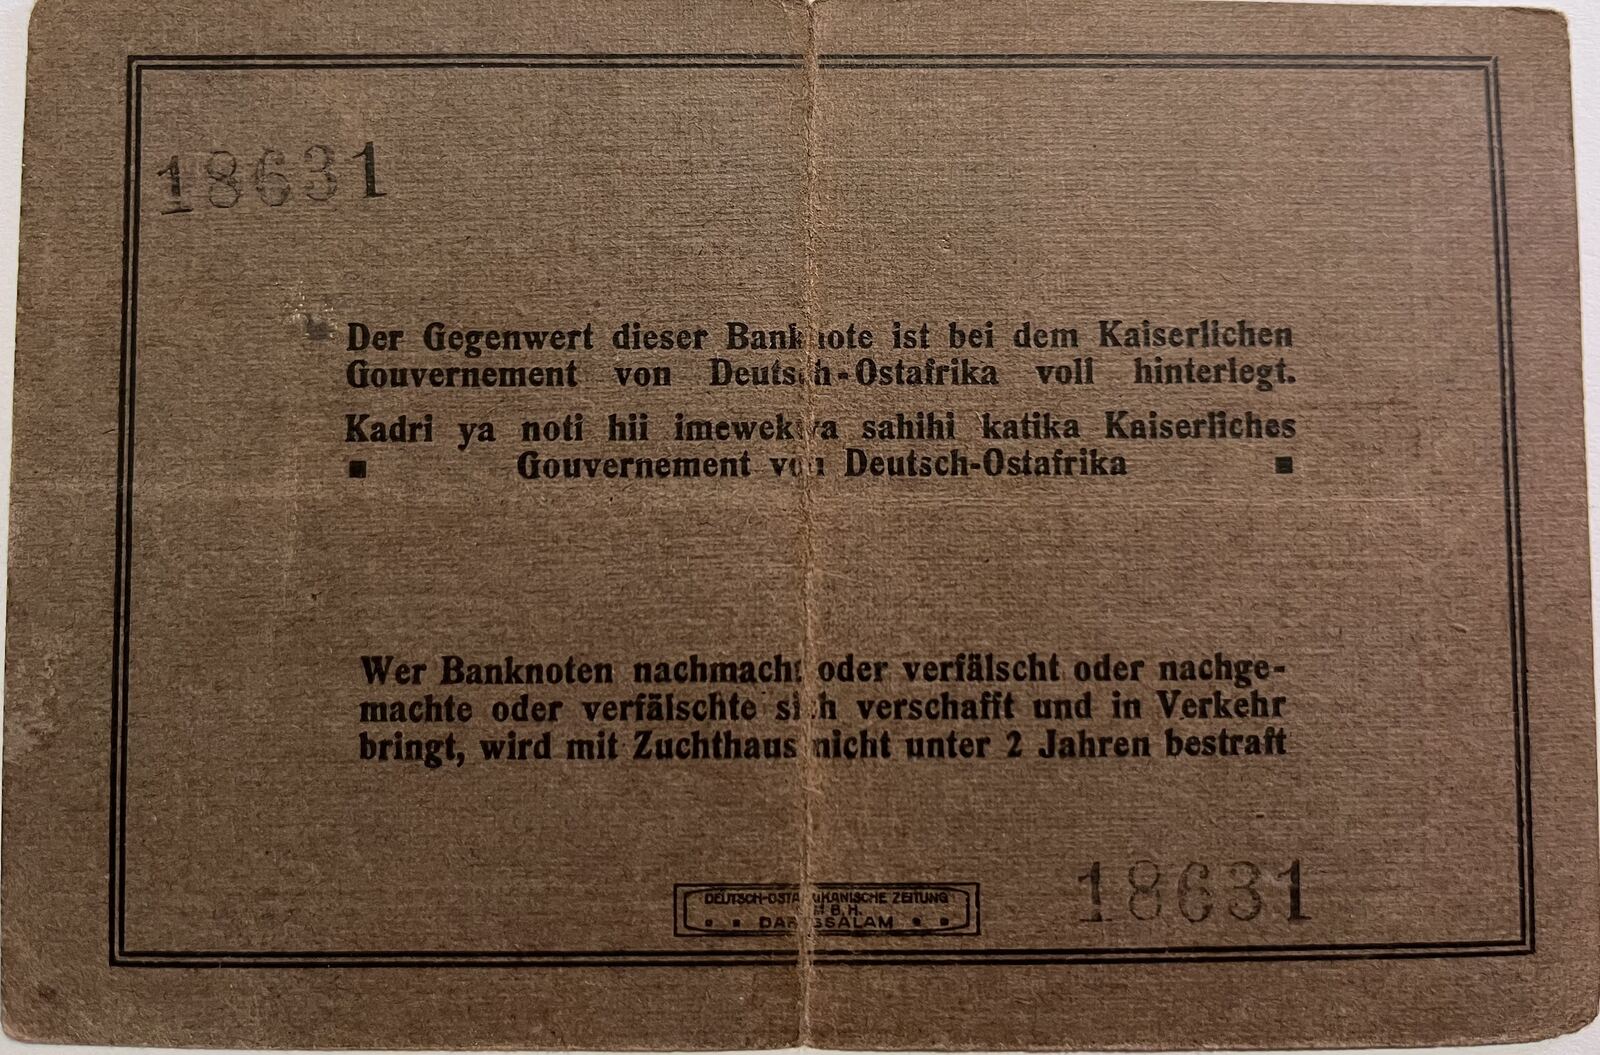 18631
Der Gegenwert dieser Banknote ist bei dem Kaiserlichen
Gouvernement von Deutsch-Ostafrika voll hinterlegt.
Kadri ya noti hii imewekwa sahihi katika Kaiserliches
Gouvernement von Deutsch-Ostafrika
Wer Banknoten nachmacht oder verfälscht oder nachge-
machte oder verfälschte sich verschafft und in Verkehr
bringt, wird mit Zuchthaus nicht unter 2 Jahren bestraft
DEUTSCH-OSTAFRIKANISCHE ZEITUNG
G.M.B.H.
DARESSALAM
18631